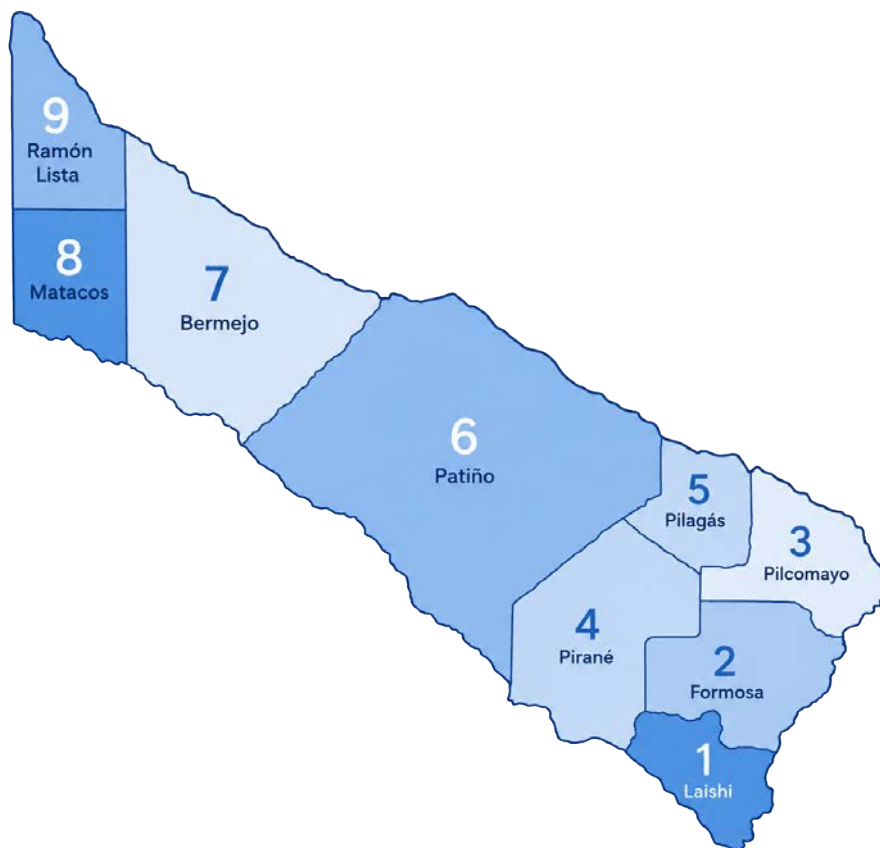 9
Ramón
Lista
8
Matacos
7
Bermejo
6
Patiño
5
Pilagás
3
Pilcomayo
4
Pirané
2
Formosa
1
Laishi